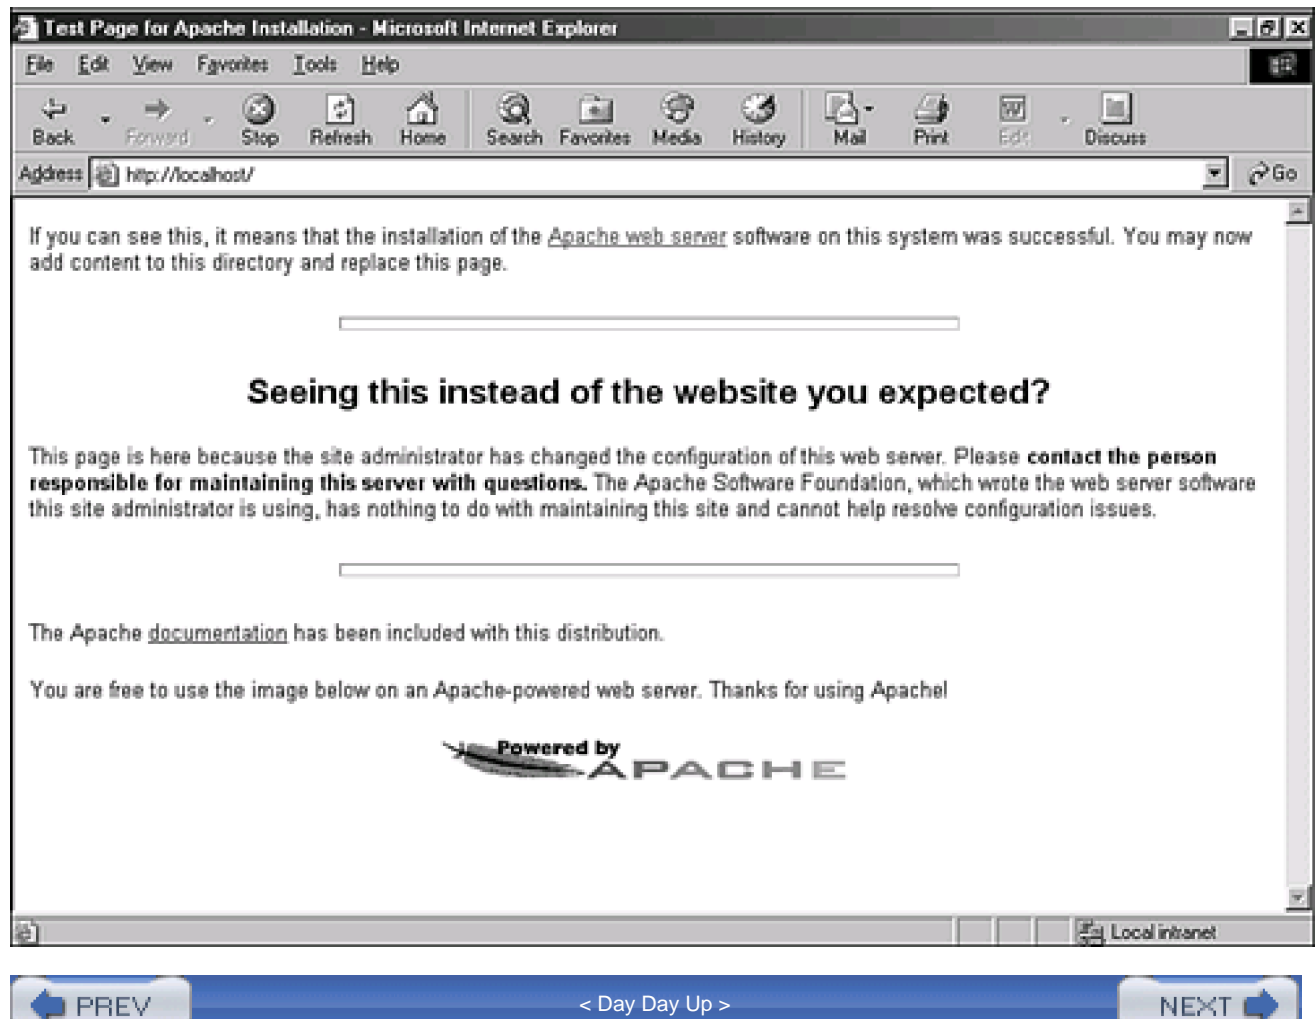 Test Page for Apache Installation - Microsoft Internet Explorer
File Edit View Favorites Tools Help
Back Forward Stop Refresh Home Search Favorites Media History Mail Print Edit Discuss
Address http://localhost/ Go
If you can see this, it means that the installation of the Apache web server software on this system was successful. You may now
add content to this directory and replace this page.
Seeing this instead of the website you expected?
This page is here because the site administrator has changed the configuration of this web server. Please contact the person
responsible for maintaining this server with questions. The Apache Software Foundation, which wrote the web server software
this site administrator is using, has nothing to do with maintaining this site and cannot help resolve configuration issues.
The Apache documentation has been included with this distribution.
You are free to use the image below on an Apache-powered web server. Thanks for using Apache!
Powered by
APACHE
Local intranet
PREV < Day Day Up > NEXT